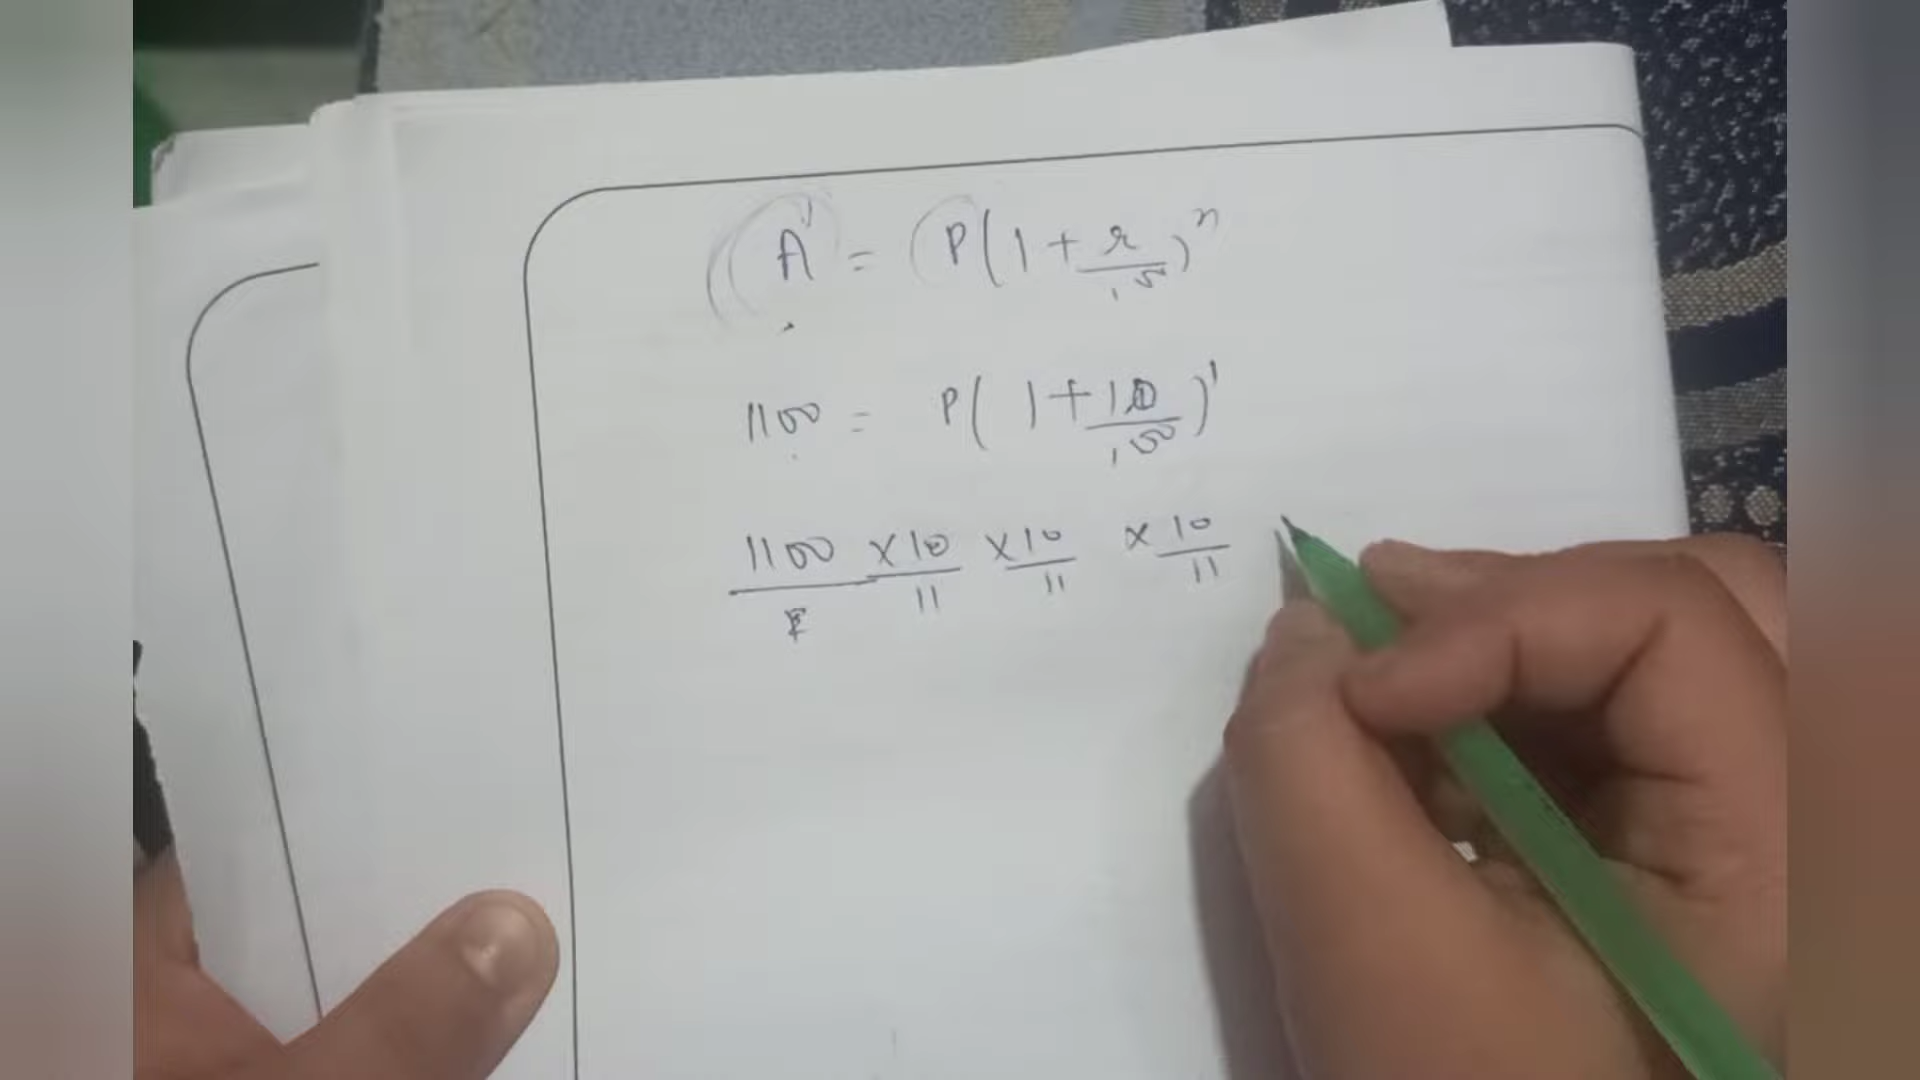 A = P(1 + r/100)^n
1100 = P(1 + 10/100)^1
1100 × 10/11 × 10/11 × 10/11